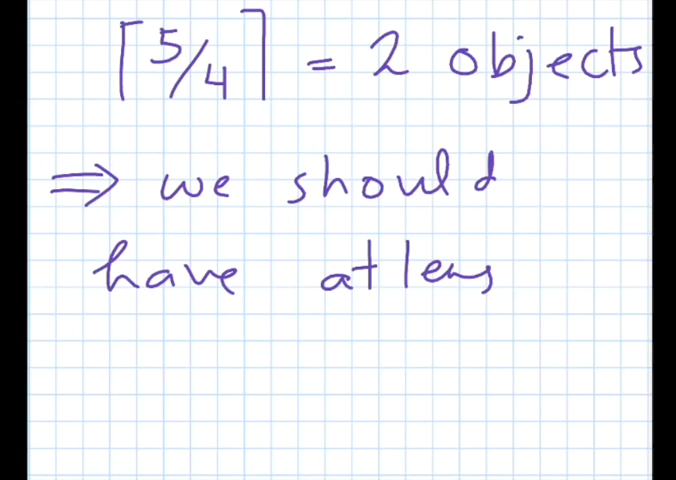 ⌈5/4⌉ = 2 objects
⇒ we should
have at leas